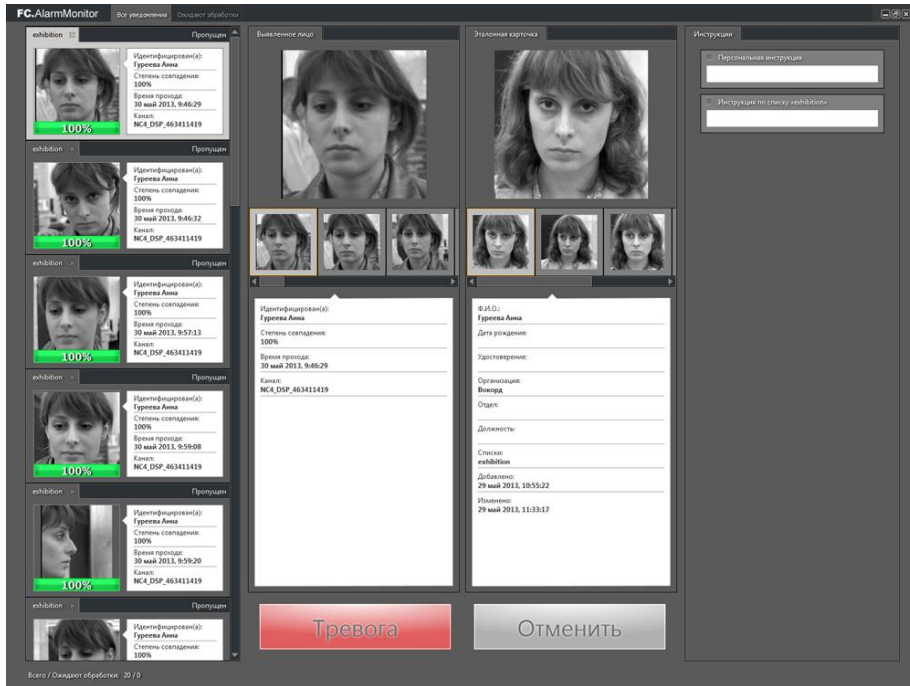 FC.AlarmMonitor
Все уведомления
Ожидают обработки
exhibition
Пропущен
Идентифицирован(а):
Гуреева Анна
Степень совпадения:
100%
Время прохода:
30 май 2013, 9:46:29
Канал:
NC4_DSP_463411419
100%
exhibition
Пропущен
Идентифицирован(а):
Гуреева Анна
Степень совпадения:
100%
Время прохода:
30 май 2013, 9:46:32
Канал:
NC4_DSP_463411419
100%
exhibition
Пропущен
Идентифицирован(а):
Гуреева Анна
Степень совпадения:
100%
Время прохода:
30 май 2013, 9:57:13
Канал:
NC4_DSP_463411419
100%
exhibition
Пропущен
Идентифицирован(а):
Гуреева Анна
Степень совпадения:
100%
Время прохода:
30 май 2013, 9:59:08
Канал:
NC4_DSP_463411419
100%
exhibition
Пропущен
Идентифицирован(а):
Гуреева Анна
Степень совпадения:
100%
Время прохода:
30 май 2013, 9:59:20
Канал:
NC4_DSP_463411419
100%
exhibition
Пропущен
Идентифицирован(а):
Гуреева Анна
Степень совпадения:
100%
Всего / Ожидают обработки: 20 / 0
Выявленное лицо
Идентифицирован(а):
Гуреева Анна
Степень совпадения:
100%
Время прохода:
30 май 2013, 9:46:29
Канал:
NC4_DSP_463411419
Тревога
Эталонная карточка
Ф.И.О.:
Гуреева Анна
Дата рождения:
Удостоверение:
Организация:
Вокорд
Отдел:
Должность:
Списки:
exhibition
Добавлено:
29 май 2013, 10:55:22
Изменено:
29 май 2013, 11:33:17
Отменить
Инструкции
Персональная инструкция
Инструкция по списку «exhibition»